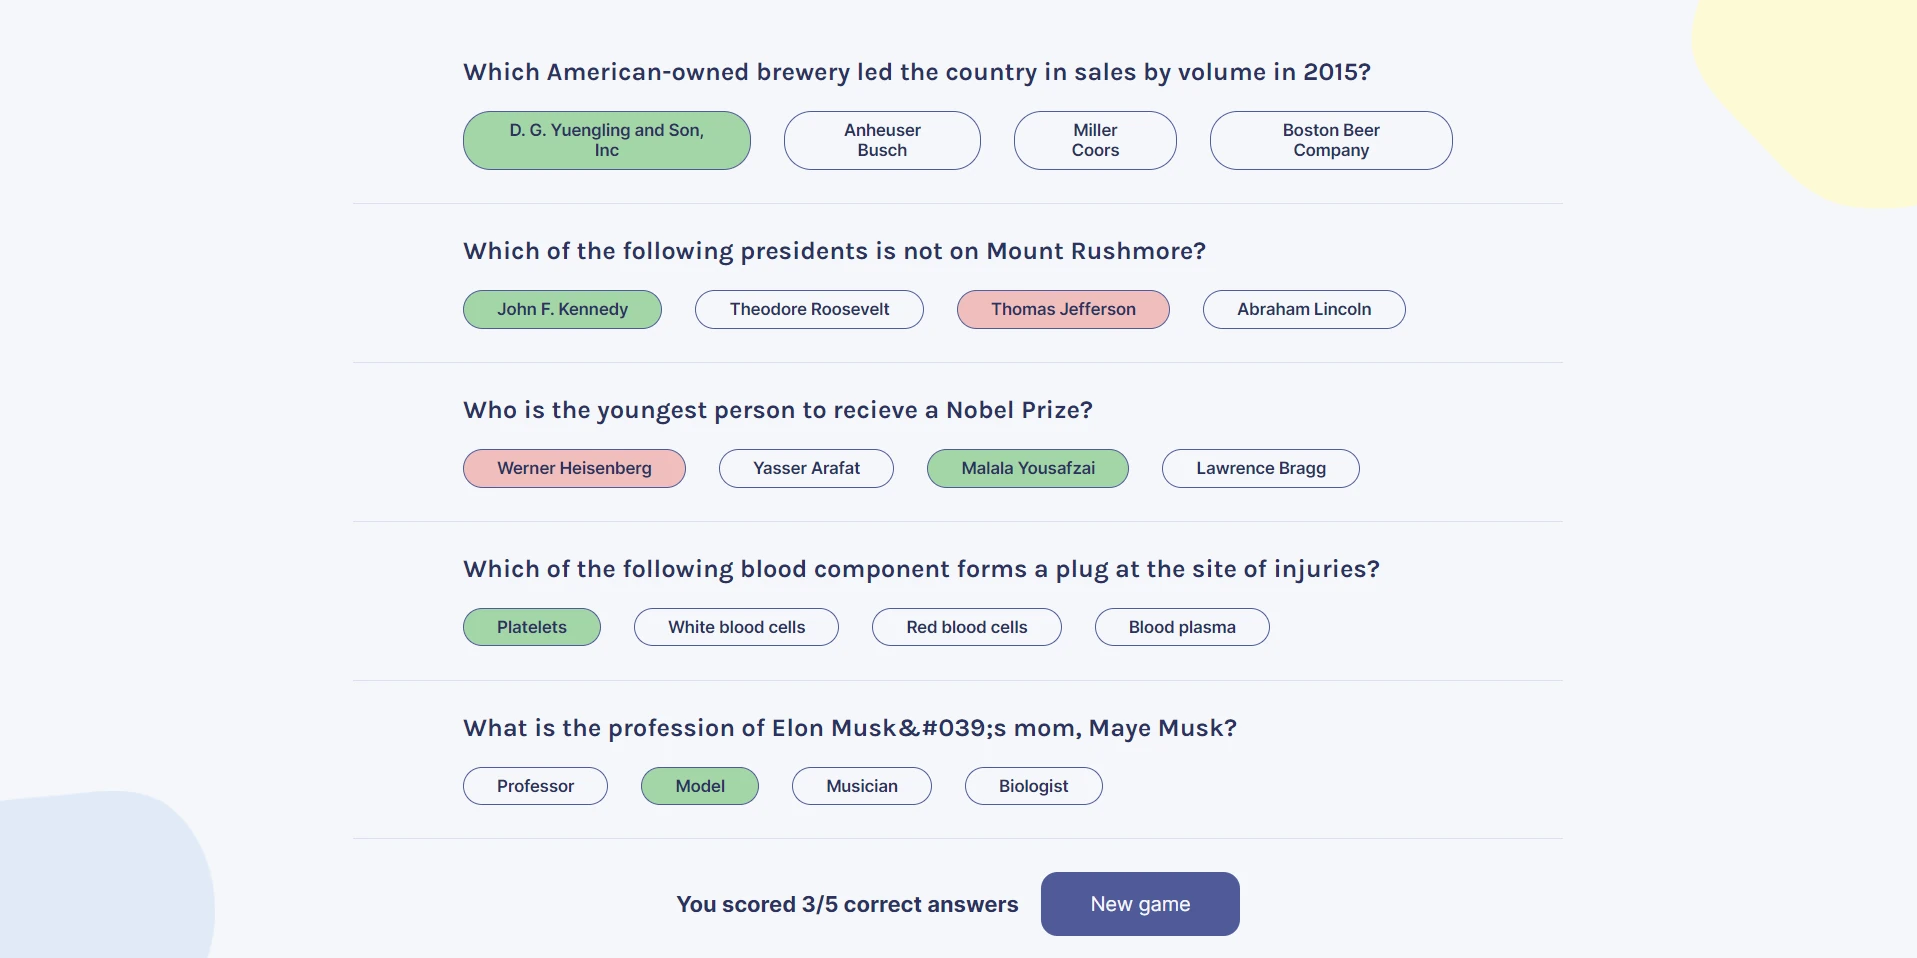 Which American-owned brewery led the country in sales by volume in 2015?
D. G. Yuengling and Son,
Inc
Anheuser
Busch
Miller
Coors
Boston Beer
Company
Which of the following presidents is not on Mount Rushmore?
John F. Kennedy
Theodore Roosevelt
Thomas Jefferson
Abraham Lincoln
Who is the youngest person to recieve a Nobel Prize?
Werner Heisenberg
Yasser Arafat
Malala Yousafzai
Lawrence Bragg
Which of the following blood component forms a plug at the site of injuries?
Platelets
White blood cells
Red blood cells
Blood plasma
What is the profession of Elon Musk&#039;s mom, Maye Musk?
Professor
Model
Musician
Biologist
You scored 3/5 correct answers
New game